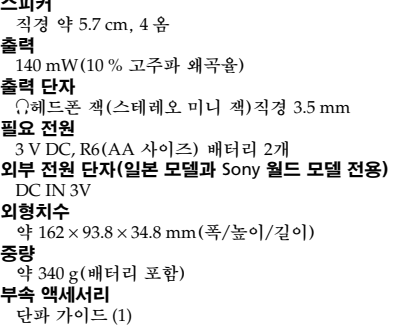 스피커
직경 약 5.7 cm, 4 옴
출력
140 mW(10 % 고주파 왜곡율)
출력 단자
헤드폰 잭(스테레오 미니 잭)직경 3.5 mm
필요 전원
3 V DC, R6(AA 사이즈) 배터리 2개
외부 전원 단자(일본 모델과 Sony 월드 모델 전용)
DC IN 3V
외형치수
약 162 × 93.8 × 34.8 mm(폭/높이/길이)
중량
약 340 g(배터리 포함)
부속 액세서리
단파 가이드 (1)